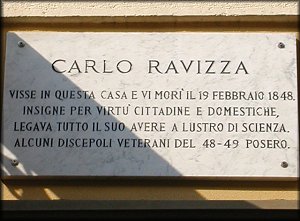 CARLO RAVIZZA
VISSE IN QUESTA CASA E VI MORÌ IL 19 FEBBRAIO 1848,
INSIGNE PER VIRTÙ CITTADINE E DOMESTICHE,
LEGAVA TUTTO IL SUO AVERE A LUSTRO DI SCIENZA.
ALCUNI DISCEPOLI VETERANI DEL 48-49 POSERO.